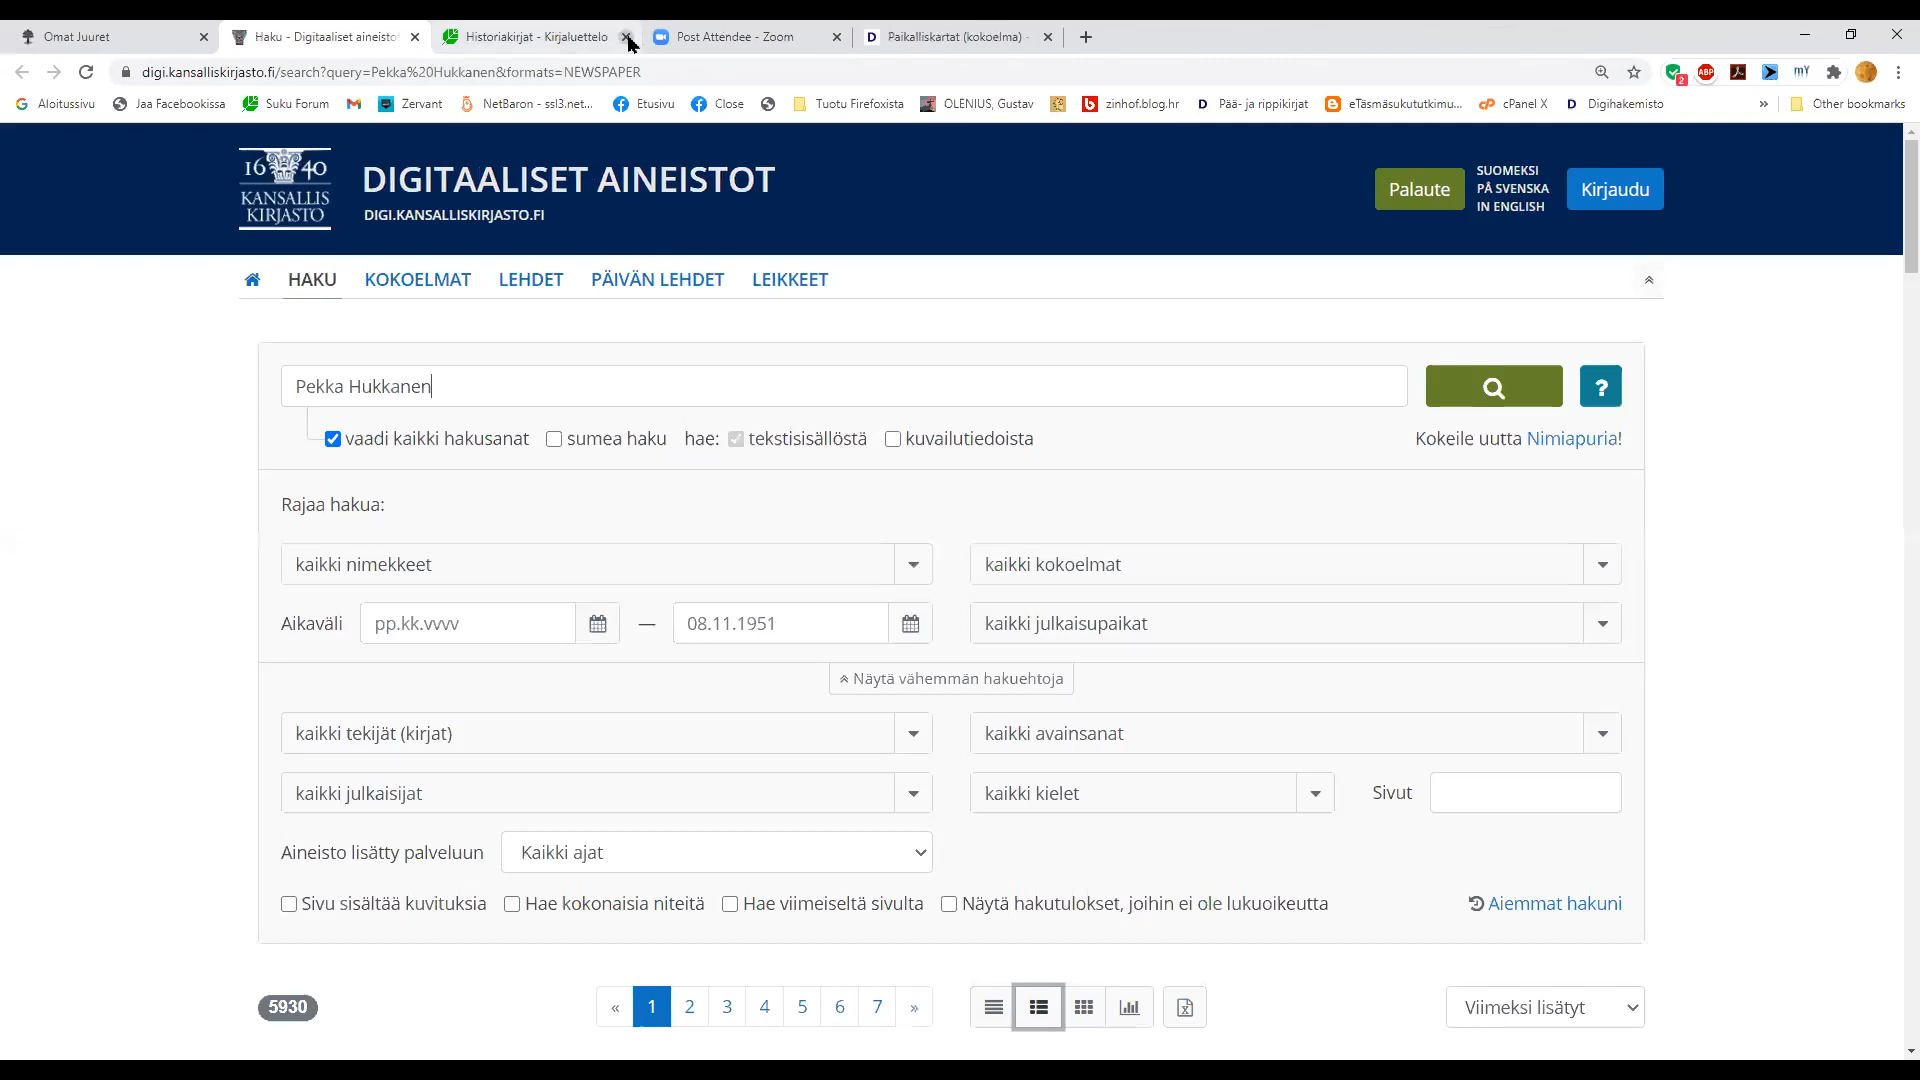 Omat Juuret
Haku - Digitaaliset aineistot
Historiakirjat - Kirjaluettelo
Post Attendee - Zoom
Paikalliskartat (kokoelma) -
digi.kansalliskirjasto.fi/search?query=Pekka%20Hukkanen&formats=NEWSPAPER
2
ABP
mY
Aloitussivu
Jaa Facebookissa
Suku Forum
Zervant
NetBaron - ssl3.net...
Etusivu
Close
Tuotu Firefoxista
OLENIUS, Gustav
zinhof.blog.hr
Pää- ja rippikirjat
eTäsmäsukututkimu...
cPanel X
Digihakemisto
»
Other bookmarks
1640
KANSALLIS
KIRJASTO
DIGITAALISET AINEISTOT
DIGI.KANSALLISKIRJASTO.FI
Palaute
SUOMEKSI
PÅ SVENSKA
IN ENGLISH
Kirjaudu
HAKU
KOKOELMAT
LEHDET
PÄIVÄN LEHDET
LEIKKEET
Pekka Hukkanen
?
vaadi kaikki hakusanat
sumea haku
hae:
tekstisisällöstä
kuvailutiedoista
Kokeile uutta Nimiapuria!
Rajaa hakua:
kaikki nimekkeet
kaikki kokoelmat
Aikaväli
pp.kk.vvvv
—
08.11.1951
kaikki julkaisupaikat
Näytä vähemmän hakuehtoja
kaikki tekijät (kirjat)
kaikki avainsanat
kaikki julkaisijat
kaikki kielet
Sivut
Aineisto lisätty palveluun
Kaikki ajat
Sivu sisältää kuvituksia
Hae kokonaisia niteitä
Hae viimeiseltä sivulta
Näytä hakutulokset, joihin ei ole lukuoikeutta
Aiemmat hakuni
5930
« 1 2 3 4 5 6 7 »
Viimeksi lisätyt